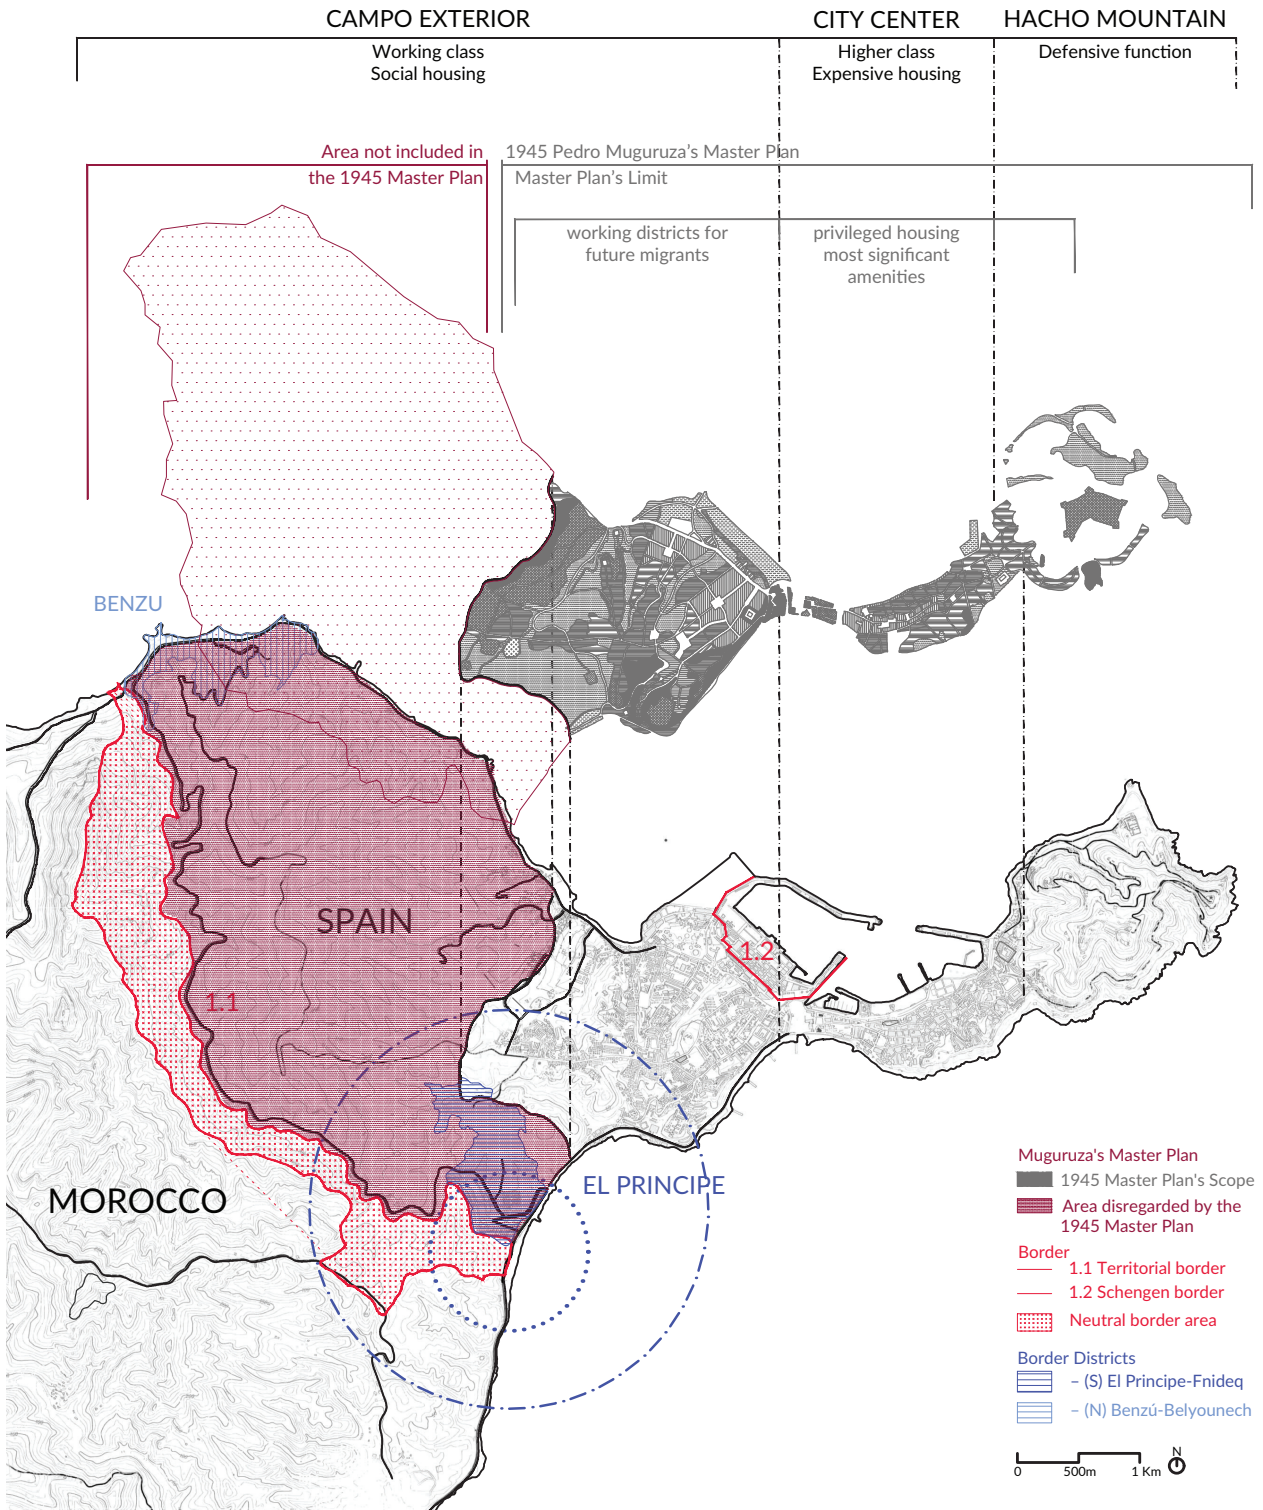 CAMPO EXTERIOR
CITY CENTER
HACHO MOUNTAIN
Working class
Social housing
Higher class
Expensive housing
Defensive function
Area not included in
the 1945 Master Plan
1945 Pedro Muguruza's Master Plan
Master Plan's Limit
working districts for
future migrants
privileged housing
most significant
amenities
BENZU
SPAIN
1.1
1.2
MOROCCO
EL PRINCIPE
Muguruza's Master Plan
1945 Master Plan's Scope
Area disregarded by the
1945 Master Plan
Border
1.1 Territorial border
1.2 Schengen border
Neutral border area
Border Districts
– (S) El Principe-Fnideq
– (N) Benzú-Belyounech
0 500m 1 Km
N